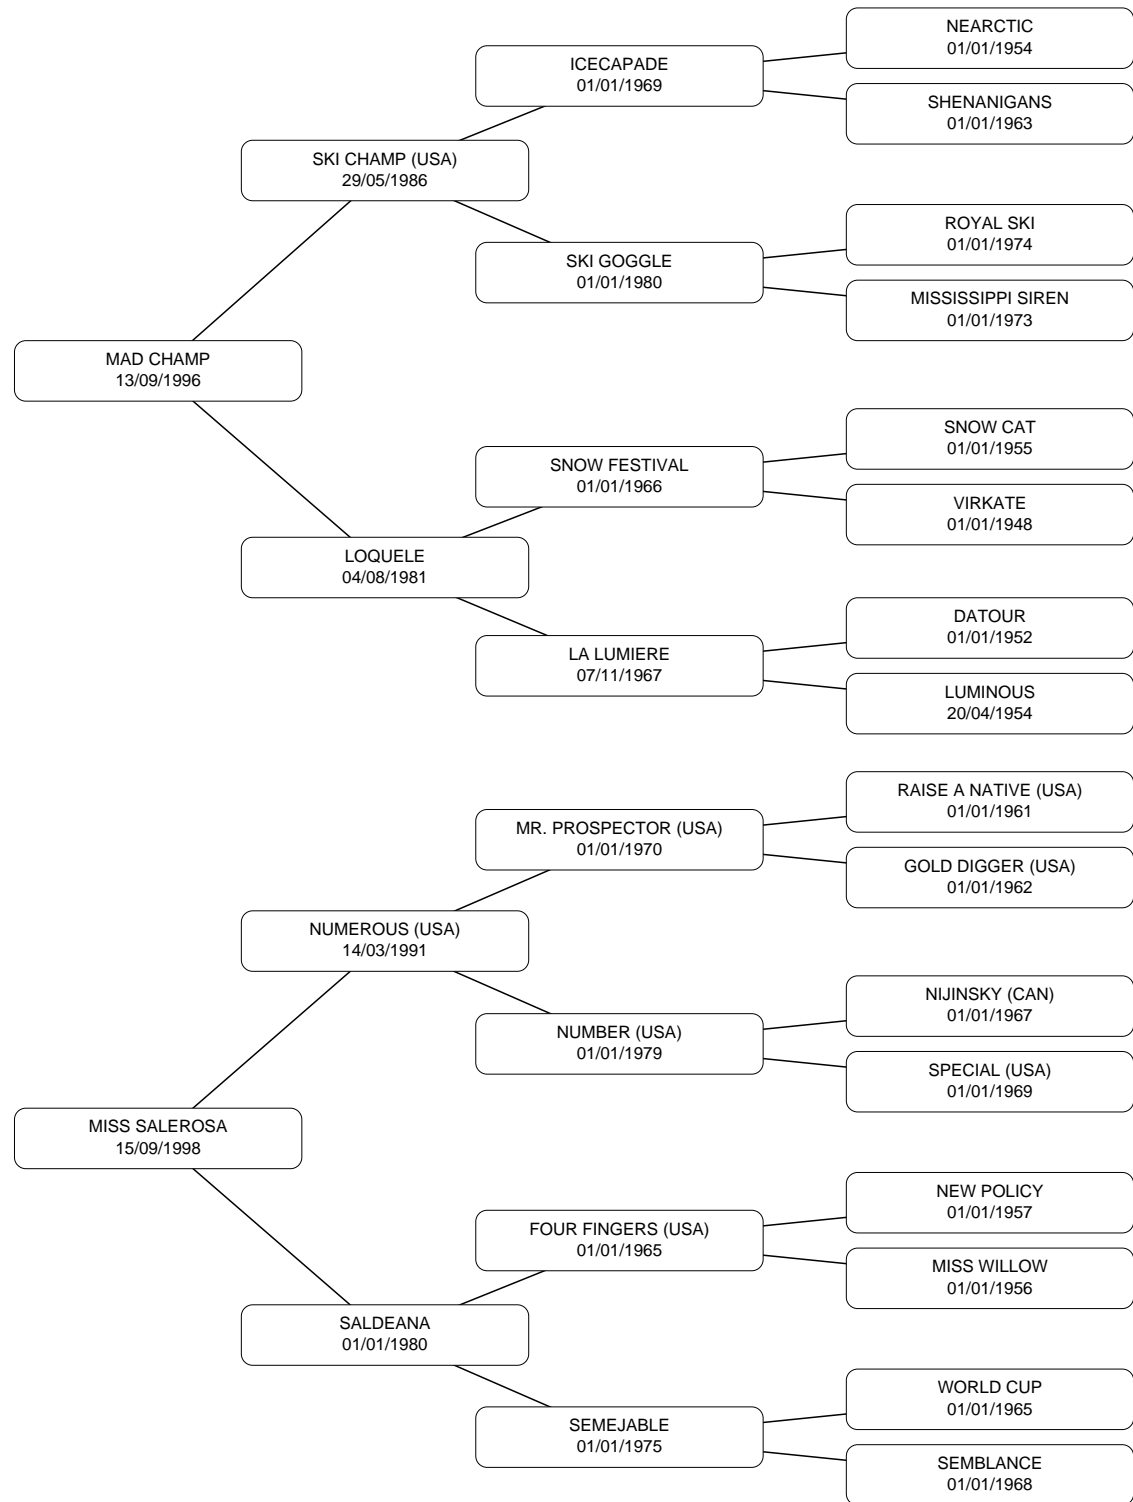 NEARCTIC
01/01/1954
ICECAPADE
01/01/1969
SHENANIGANS
01/01/1963
SKI CHAMP (USA)
29/05/1986
ROYAL SKI
01/01/1974
SKI GOGGLE
01/01/1980
MISSISSIPPI SIREN
01/01/1973
MAD CHAMP
13/09/1996
SNOW CAT
01/01/1955
SNOW FESTIVAL
01/01/1966
VIRKATE
01/01/1948
LOQUELE
04/08/1981
DATOUR
01/01/1952
LA LUMIERE
07/11/1967
LUMINOUS
20/04/1954
RAISE A NATIVE (USA)
01/01/1961
MR. PROSPECTOR (USA)
01/01/1970
GOLD DIGGER (USA)
01/01/1962
NUMEROUS (USA)
14/03/1991
NIJINSKY (CAN)
01/01/1967
NUMBER (USA)
01/01/1979
SPECIAL (USA)
01/01/1969
MISS SALEROSA
15/09/1998
NEW POLICY
01/01/1957
FOUR FINGERS (USA)
01/01/1965
MISS WILLOW
01/01/1956
SALDEANA
01/01/1980
WORLD CUP
01/01/1965
SEMEJABLE
01/01/1975
SEMBLANCE
01/01/1968